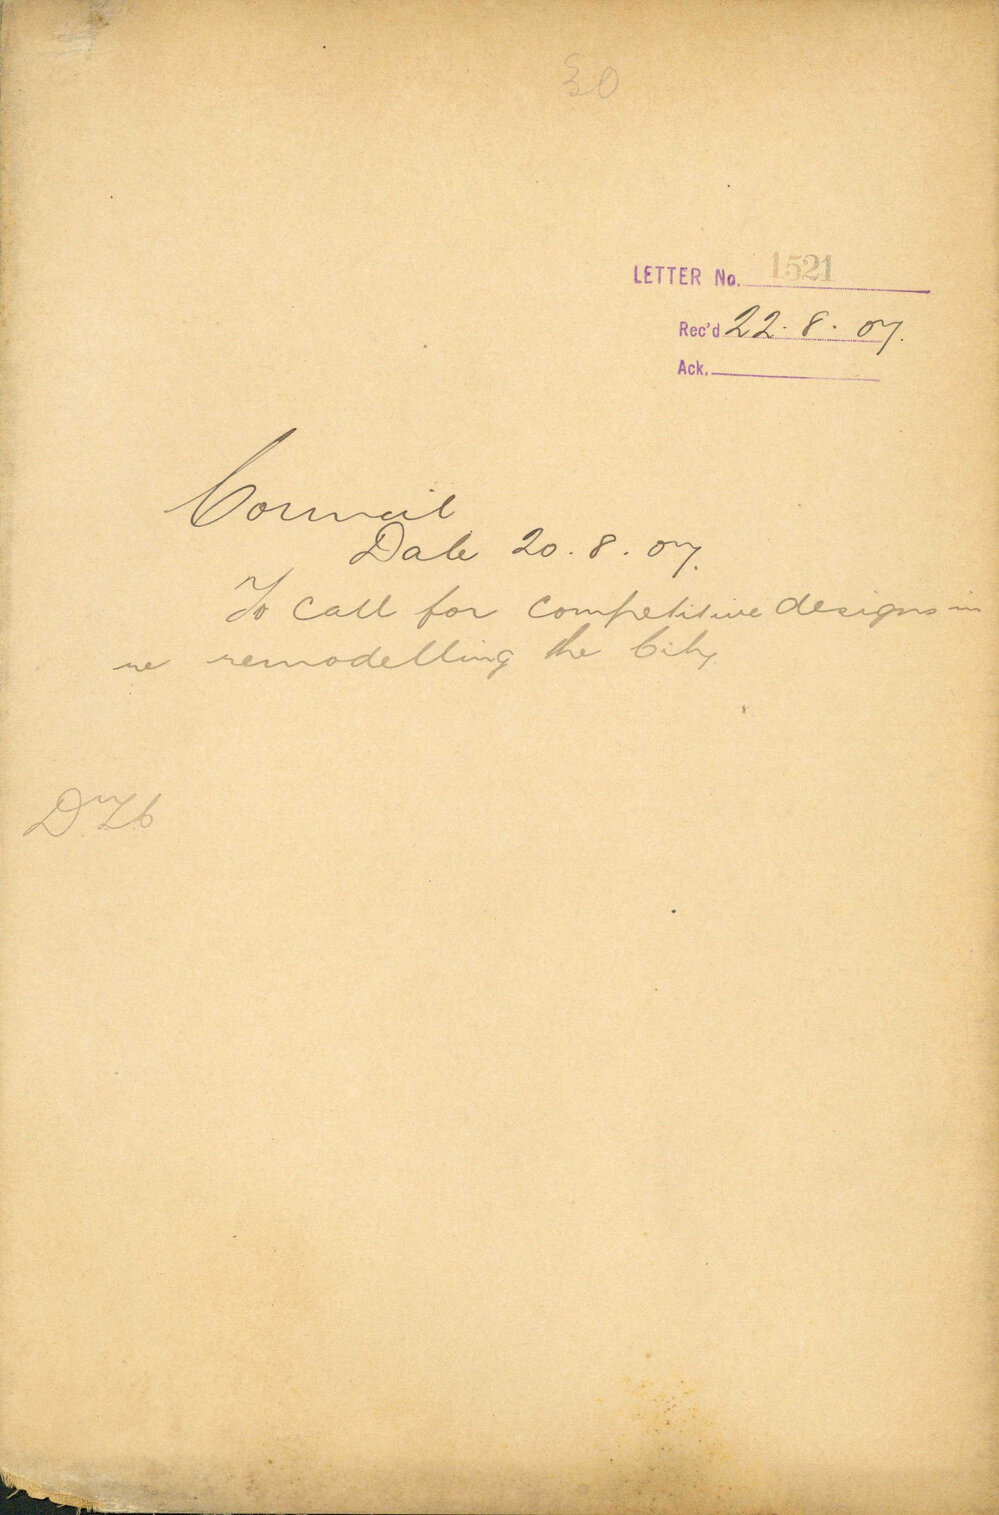 30
LETTER No. 1521
Rec'd 22. 8. 07.
Ack.
Council
Date 20. 8. 07.
To call for competitive designs in
re remodelling the City